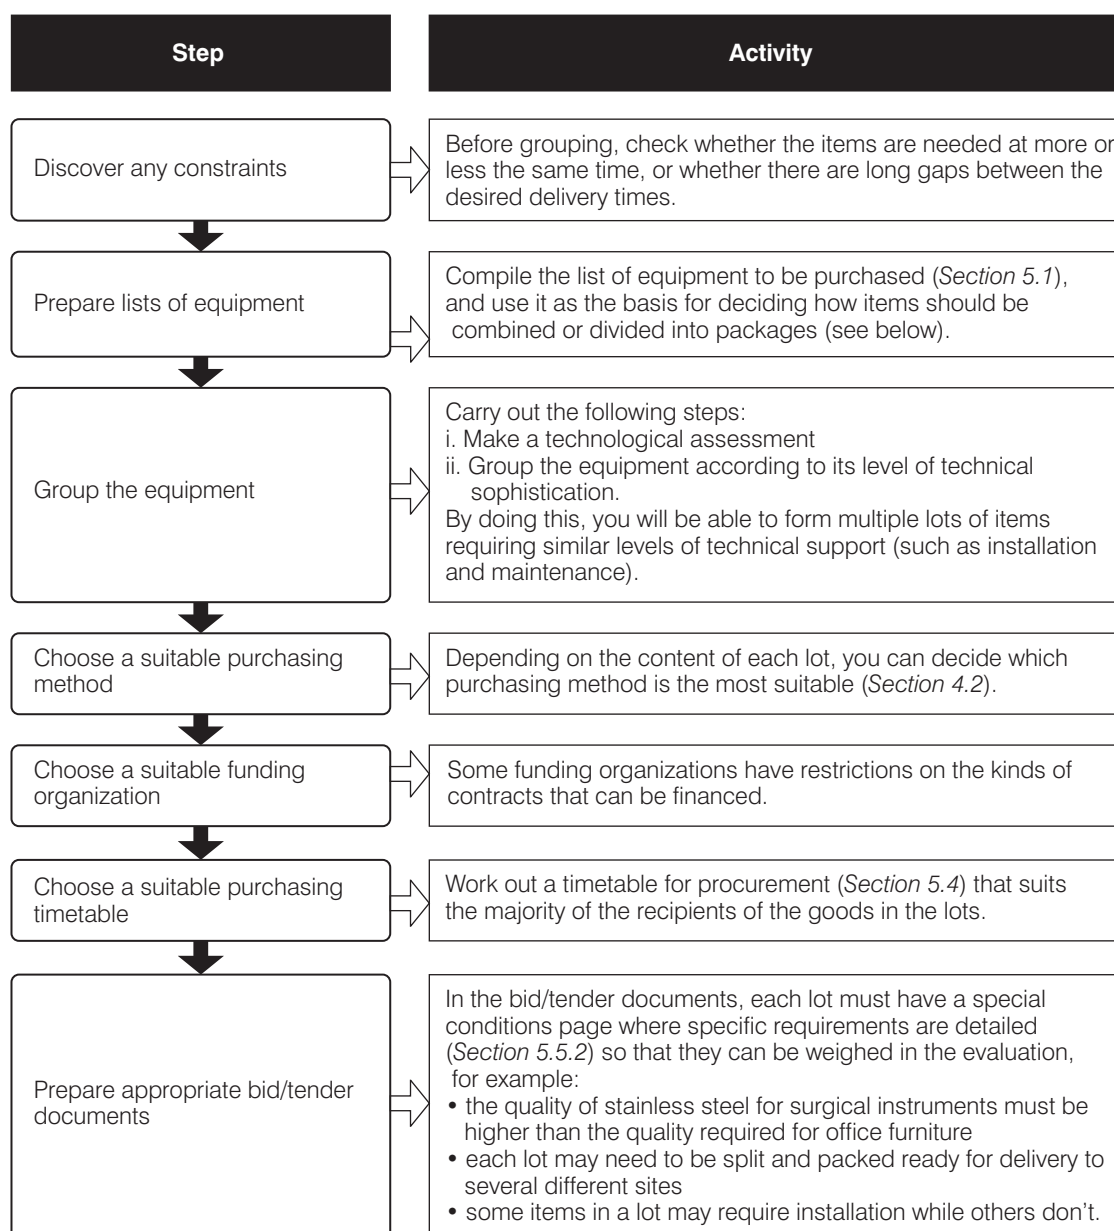 Step
Activity
Discover any constraints
Before grouping, check whether the items are needed at more or
less the same time, or whether there are long gaps between the
desired delivery times.
Prepare lists of equipment
Compile the list of equipment to be purchased (Section 5.1),
and use it as the basis for deciding how items should be
combined or divided into packages (see below).
Group the equipment
Carry out the following steps:
i. Make a technological assessment
ii. Group the equipment according to its level of technical
sophistication.
By doing this, you will be able to form multiple lots of items
requiring similar levels of technical support (such as installation
and maintenance).
Choose a suitable purchasing
method
Depending on the content of each lot, you can decide which
purchasing method is the most suitable (Section 4.2).
Choose a suitable funding
organization
Some funding organizations have restrictions on the kinds of
contracts that can be financed.
Choose a suitable purchasing
timetable
Work out a timetable for procurement (Section 5.4) that suits
the majority of the recipients of the goods in the lots.
Prepare appropriate bid/tender
documents
In the bid/tender documents, each lot must have a special
conditions page where specific requirements are detailed
(Section 5.5.2) so that they can be weighed in the evaluation,
for example:
• the quality of stainless steel for surgical instruments must be
higher than the quality required for office furniture
• each lot may need to be split and packed ready for delivery to
several different sites
• some items in a lot may require installation while others don't.